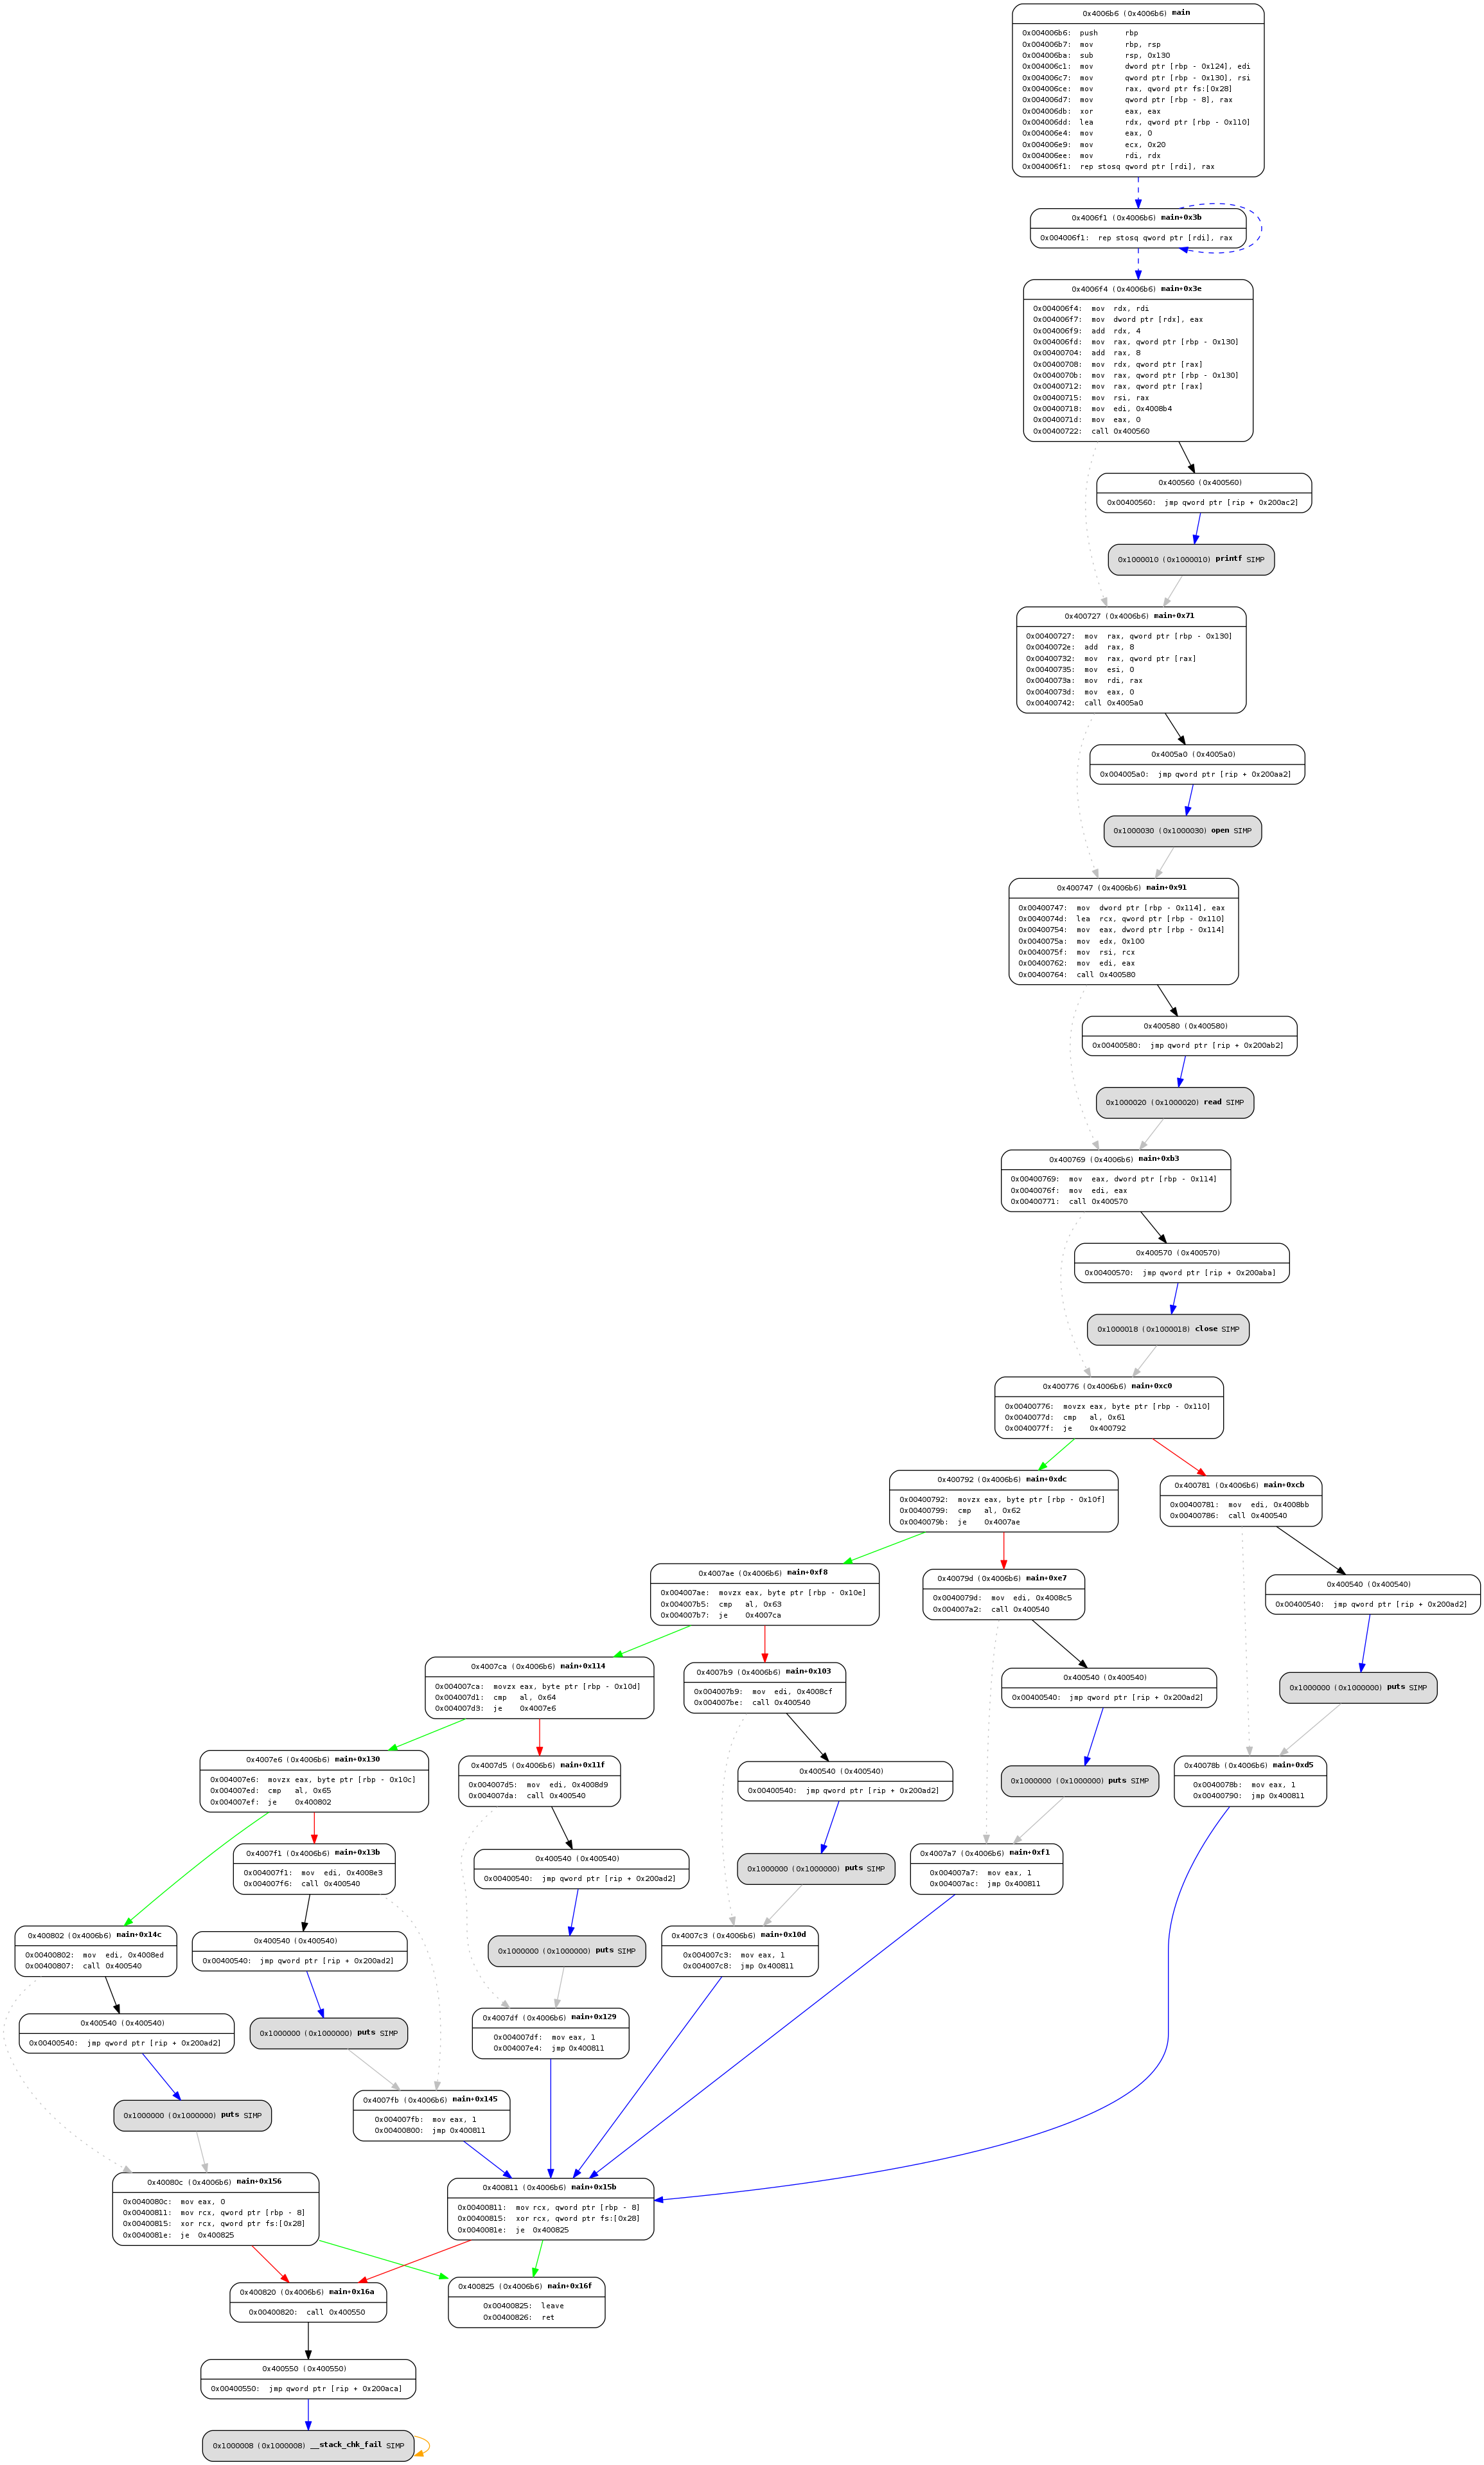 0x4006b6 (0x4006b6) main
0x004006b6: push rbp
0x004006b7: mov rbp, rsp
0x004006ba: sub rsp, 0x130
0x004006c1: mov dword ptr [rbp - 0x124], edi
0x004006c7: mov qword ptr [rbp - 0x130], rsi
0x004006ce: mov rax, qword ptr fs:[0x28]
0x004006d7: mov qword ptr [rbp - 8], rax
0x004006db: xor eax, eax
0x004006dd: lea rdx, qword ptr [rbp - 0x110]
0x004006e4: mov eax, 0
0x004006e9: mov ecx, 0x20
0x004006ee: mov rdi, rdx
0x004006f1: rep stosq qword ptr [rdi], rax
0x4006f1 (0x4006b6) main+0x3b
0x004006f1: rep stosq qword ptr [rdi], rax
0x4006f4 (0x4006b6) main+0x3e
0x004006f4: mov rdx, rdi
0x004006f7: mov dword ptr [rdx], eax
0x004006f9: add rdx, 4
0x004006fd: mov rax, qword ptr [rbp - 0x130]
0x00400704: add rax, 8
0x00400708: mov rdx, qword ptr [rax]
0x0040070b: mov rax, qword ptr [rbp - 0x130]
0x00400712: mov rax, qword ptr [rax]
0x00400715: mov rsi, rax
0x00400718: mov edi, 0x4008b4
0x0040071d: mov eax, 0
0x00400722: call 0x400560
0x400560 (0x400560)
0x00400560: jmp qword ptr [rip + 0x200ac2]
0x1000010 (0x1000010) printf SIMP
0x400727 (0x4006b6) main+0x71
0x00400727: mov rax, qword ptr [rbp - 0x130]
0x0040072e: add rax, 8
0x00400732: mov rax, qword ptr [rax]
0x00400735: mov esi, 0
0x0040073a: mov rdi, rax
0x0040073d: mov eax, 0
0x00400742: call 0x4005a0
0x4005a0 (0x4005a0)
0x004005a0: jmp qword ptr [rip + 0x200aa2]
0x1000030 (0x1000030) open SIMP
0x400747 (0x4006b6) main+0x91
0x00400747: mov dword ptr [rbp - 0x114], eax
0x0040074d: lea rcx, qword ptr [rbp - 0x110]
0x00400754: mov eax, dword ptr [rbp - 0x114]
0x0040075a: mov edx, 0x100
0x0040075f: mov rsi, rcx
0x00400762: mov edi, eax
0x00400764: call 0x400580
0x400580 (0x400580)
0x00400580: jmp qword ptr [rip + 0x200ab2]
0x1000020 (0x1000020) read SIMP
0x400769 (0x4006b6) main+0xb3
0x00400769: mov eax, dword ptr [rbp - 0x114]
0x0040076f: mov edi, eax
0x00400771: call 0x400570
0x400570 (0x400570)
0x00400570: jmp qword ptr [rip + 0x200aba]
0x1000018 (0x1000018) close SIMP
0x400776 (0x4006b6) main+0xc0
0x00400776: movzx eax, byte ptr [rbp - 0x110]
0x0040077d: cmp al, 0x61
0x0040077f: je 0x400792
0x400792 (0x4006b6) main+0xdc
0x00400792: movzx eax, byte ptr [rbp - 0x10f]
0x00400799: cmp al, 0x62
0x0040079b: je 0x4007ae
0x400781 (0x4006b6) main+0xcb
0x00400781: mov edi, 0x4008bb
0x00400786: call 0x400540
0x4007ae (0x4006b6) main+0xf8
0x004007ae: movzx eax, byte ptr [rbp - 0x10e]
0x004007b5: cmp al, 0x63
0x004007b7: je 0x4007ca
0x40079d (0x4006b6) main+0xe7
0x0040079d: mov edi, 0x4008c5
0x004007a2: call 0x400540
0x400540 (0x400540)
0x00400540: jmp qword ptr [rip + 0x200ad2]
0x4007ca (0x4006b6) main+0x114
0x004007ca: movzx eax, byte ptr [rbp - 0x10d]
0x004007d1: cmp al, 0x64
0x004007d3: je 0x4007e6
0x4007b9 (0x4006b6) main+0x103
0x004007b9: mov edi, 0x4008cf
0x004007be: call 0x400540
0x400540 (0x400540)
0x00400540: jmp qword ptr [rip + 0x200ad2]
0x1000000 (0x1000000) puts SIMP
0x4007e6 (0x4006b6) main+0x130
0x004007e6: movzx eax, byte ptr [rbp - 0x10c]
0x004007ed: cmp al, 0x65
0x004007ef: je 0x400802
0x4007d5 (0x4006b6) main+0x11f
0x004007d5: mov edi, 0x4008d9
0x004007da: call 0x400540
0x400540 (0x400540)
0x00400540: jmp qword ptr [rip + 0x200ad2]
0x1000000 (0x1000000) puts SIMP
0x40078b (0x4006b6) main+0xd5
0x0040078b: mov eax, 1
0x00400790: jmp 0x400811
0x4007f1 (0x4006b6) main+0x13b
0x004007f1: mov edi, 0x4008e3
0x004007f6: call 0x400540
0x400540 (0x400540)
0x00400540: jmp qword ptr [rip + 0x200ad2]
0x1000000 (0x1000000) puts SIMP
0x4007a7 (0x4006b6) main+0xf1
0x004007a7: mov eax, 1
0x004007ac: jmp 0x400811
0x400802 (0x4006b6) main+0x14c
0x00400802: mov edi, 0x4008ed
0x00400807: call 0x400540
0x400540 (0x400540)
0x00400540: jmp qword ptr [rip + 0x200ad2]
0x1000000 (0x1000000) puts SIMP
0x4007c3 (0x4006b6) main+0x10d
0x004007c3: mov eax, 1
0x004007c8: jmp 0x400811
0x400540 (0x400540)
0x00400540: jmp qword ptr [rip + 0x200ad2]
0x1000000 (0x1000000) puts SIMP
0x4007df (0x4006b6) main+0x129
0x004007df: mov eax, 1
0x004007e4: jmp 0x400811
0x1000000 (0x1000000) puts SIMP
0x4007fb (0x4006b6) main+0x145
0x004007fb: mov eax, 1
0x00400800: jmp 0x400811
0x40080c (0x4006b6) main+0x156
0x0040080c: mov eax, 0
0x00400811: mov rcx, qword ptr [rbp - 8]
0x00400815: xor rcx, qword ptr fs:[0x28]
0x0040081e: je 0x400825
0x400811 (0x4006b6) main+0x15b
0x00400811: mov rcx, qword ptr [rbp - 8]
0x00400815: xor rcx, qword ptr fs:[0x28]
0x0040081e: je 0x400825
0x400820 (0x4006b6) main+0x16a
0x00400820: call 0x400550
0x400825 (0x4006b6) main+0x16f
0x00400825: leave
0x00400826: ret
0x400550 (0x400550)
0x00400550: jmp qword ptr [rip + 0x200aca]
0x1000008 (0x1000008) __stack_chk_fail SIMP